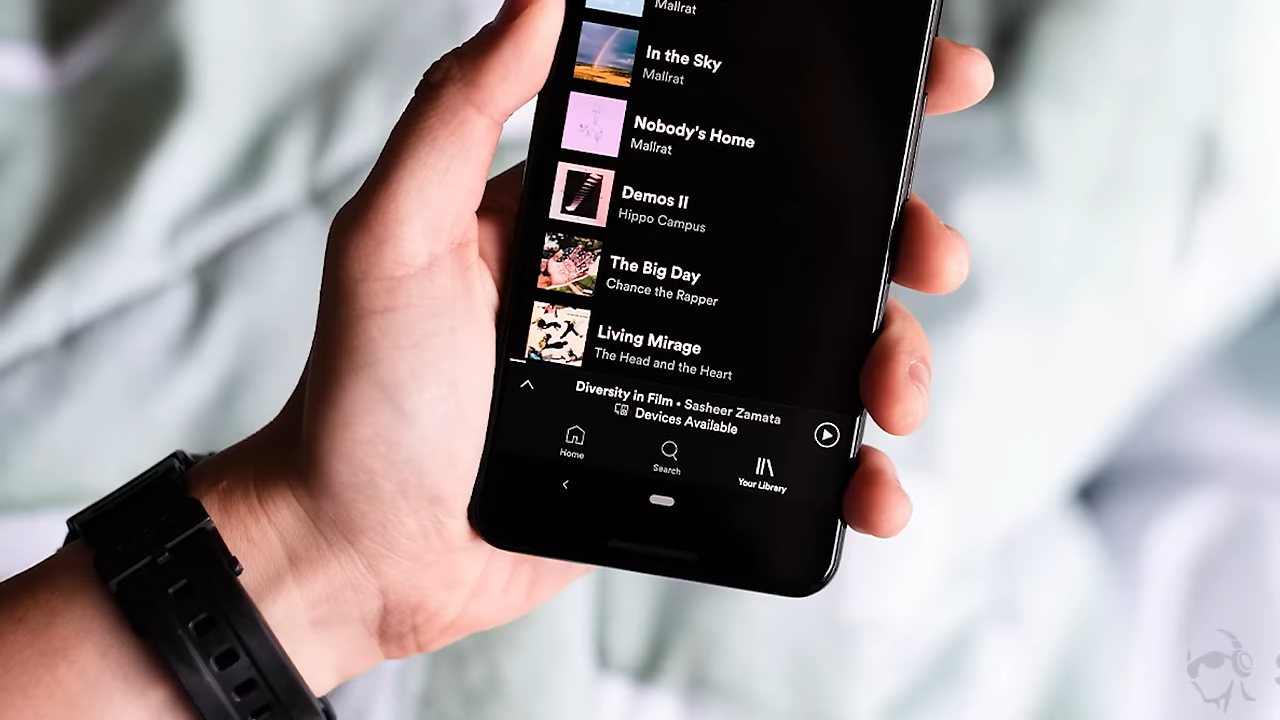 Mallrat
In the Sky
Mallrat
Nobody's Home
Mallrat
Demos II
Hippo Campus
The Big Day
Chance the Rapper
Living Mirage
The Head and the Heart
Diversity in Film • Sasheer Zamata
Devices Available
Home
Search
Your Library